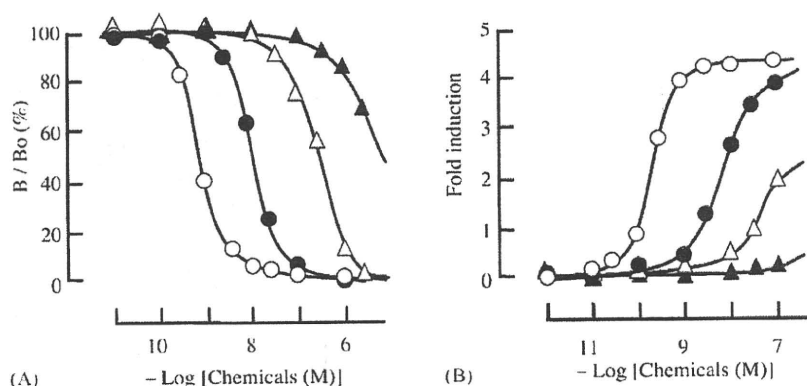 100
80
60
40
20
0
B / Bo (%)
10 8 6
(A) – Log [Chemicals (M)]
5
4
3
2
1
0
Fold induction
11 9 7
(B) – Log [Chemicals (M)]